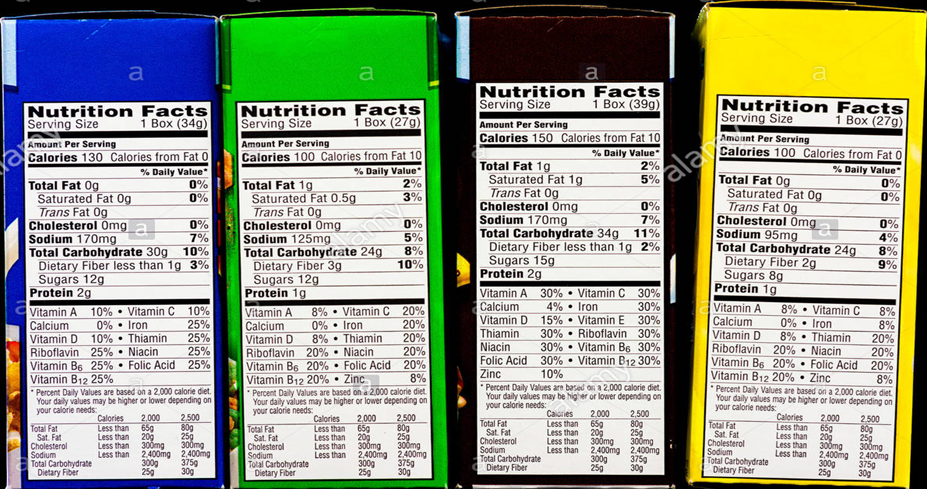 Nutrition Facts
Serving Size 1 Box (34g)
Amount Per Serving
Calories 130 Calories from Fat 0
% Daily Value*
Total Fat 0g 0%
Saturated Fat 0g 0%
Trans Fat 0g
Cholesterol 0mg 0%
Sodium 170mg 7%
Total Carbohydrate 30g 10%
Dietary Fiber less than 1g 3%
Sugars 12g
Protein 2g
Vitamin A 10% • Vitamin C 10%
Calcium 0% • Iron 25%
Vitamin D 10% • Thiamin 25%
Riboflavin 25% • Niacin 25%
Vitamin B6 25% • Folic Acid 25%
Vitamin B12 25%
* Percent Daily Values are based on a 2,000 calorie diet.
Your daily values may be higher or lower depending on
your calorie needs:
Calories 2,000 2,500
Total Fat Less than 65g 80g
Sat. Fat Less than 20g 25g
Cholesterol Less than 300mg 300mg
Sodium Less than 2,400mg 2,400mg
Total Carbohydrate 300g 375g
Dietary Fiber 25g 30g
Nutrition Facts
Serving Size 1 Box (27g)
Amount Per Serving
Calories 100 Calories from Fat 10
% Daily Value*
Total Fat 1g 2%
Saturated Fat 0.5g 3%
Trans Fat 0g
Cholesterol 0mg 0%
Sodium 125mg 5%
Total Carbohydrate 24g 8%
Dietary Fiber 3g 10%
Sugars 12g
Protein 1g
Vitamin A 8% • Vitamin C 20%
Calcium 0% • Iron 20%
Vitamin D 8% • Thiamin 20%
Riboflavin 20% • Niacin 20%
Vitamin B6 20% • Folic Acid 20%
Vitamin B12 20% • Zinc 8%
* Percent Daily Values are based on a 2,000 calorie diet.
Your daily values may be higher or lower depending on
your calorie needs:
Calories 2,000 2,500
Total Fat Less than 65g 80g
Sat. Fat Less than 20g 25g
Cholesterol Less than 300mg 300mg
Sodium Less than 2,400mg 2,400mg
Total Carbohydrate 300g 375g
Dietary Fiber 25g 30g
Nutrition Facts
Serving Size 1 Box (39g)
Amount Per Serving
Calories 150 Calories from Fat 10
% Daily Value*
Total Fat 1g 2%
Saturated Fat 1g 5%
Trans Fat 0g
Cholesterol 0mg 0%
Sodium 170mg 7%
Total Carbohydrate 34g 11%
Dietary Fiber less than 1g 2%
Sugars 15g
Protein 2g
Vitamin A 30% • Vitamin C 30%
Calcium 4% • Iron 30%
Vitamin D 15% • Vitamin E 30%
Thiamin 30% • Riboflavin 30%
Niacin 30% • Vitamin B6 30%
Folic Acid 30% • Vitamin B12 30%
Zinc 10%
* Percent Daily Values are based on a 2,000 calorie diet.
Your daily values may be higher or lower depending on
your calorie needs:
Calories 2,000 2,500
Total Fat Less than 65g 80g
Sat. Fat Less than 20g 25g
Cholesterol Less than 300mg 300mg
Sodium Less than 2,400mg 2,400mg
Total Carbohydrate 300g 375g
Dietary Fiber 25g 30g
Nutrition Facts
Serving Size 1 Box (27g)
Amount Per Serving
Calories 100 Calories from Fat 0
% Daily Value*
Total Fat 0g 0%
Saturated Fat 0g 0%
Trans Fat 0g
Cholesterol 0mg 0%
Sodium 95mg 4%
Total Carbohydrate 24g 8%
Dietary Fiber 2g 9%
Sugars 8g
Protein 1g
Vitamin A 8% • Vitamin C 8%
Calcium 0% • Iron 8%
Vitamin D 8% • Thiamin 20%
Riboflavin 20% • Niacin 20%
Vitamin B6 20% • Folic Acid 20%
Vitamin B12 20% • Zinc 8%
* Percent Daily Values are based on a 2,000 calorie diet.
Your daily values may be higher or lower depending on
your calorie needs:
Calories 2,000 2,500
Total Fat Less than 65g 80g
Sat. Fat Less than 20g 25g
Cholesterol Less than 300mg 300mg
Sodium Less than 2,400mg 2,400mg
Total Carbohydrate 300g 375g
Dietary Fiber 25g 30g
a
a
a
a
a
a
alamy
alamy
alamy